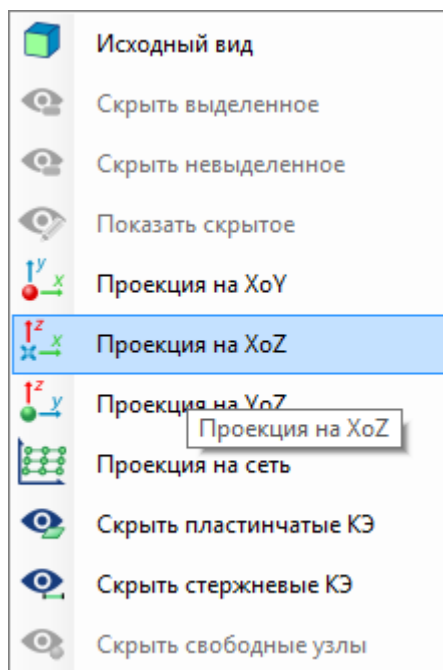 Исходный вид
Скрыть выделенное
Скрыть невыделенное
Показать скрытое
y
x
Проекция на XoY
z
x
Проекция на XoZ
z
y
Проекция на YoZ
Проекция на XoZ
Проекция на сеть
Скрыть пластинчатые КЭ
Скрыть стержневые КЭ
Скрыть свободные узлы